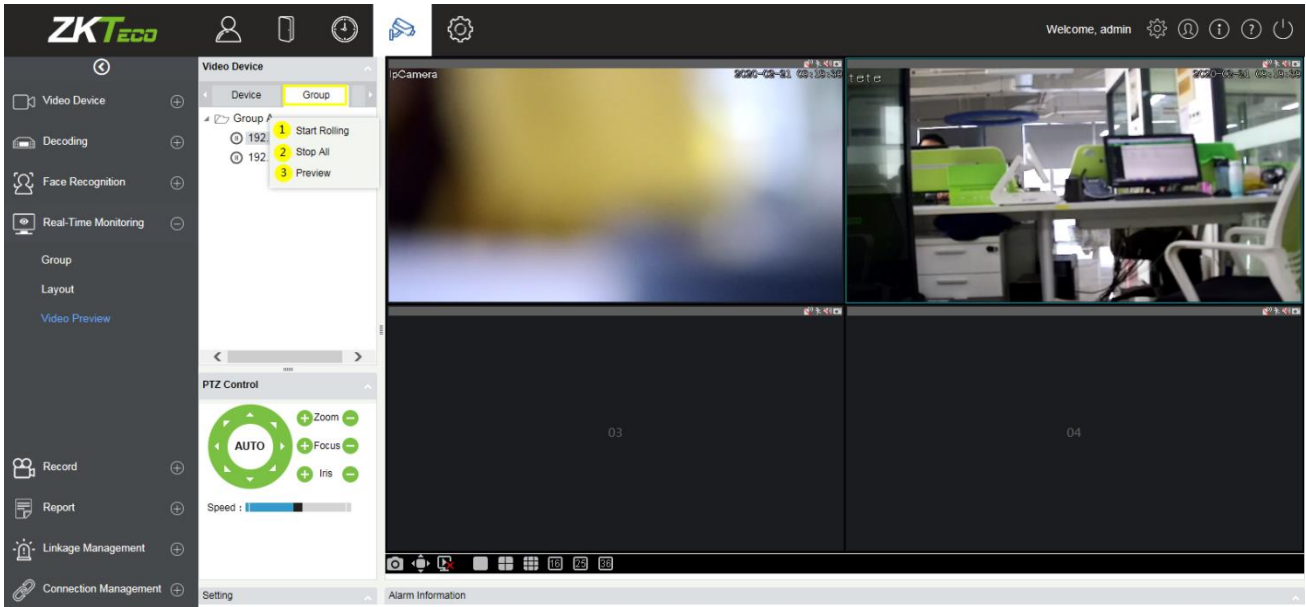 ZKTeco
Welcome, admin
Video Device
Decoding
Face Recognition
Real-Time Monitoring
Group
Layout
Video Preview
Record
Report
Linkage Management
Connection Management
Video Device
Device
Group
Group A
192.
192.
1 Start Rolling
2 Stop All
3 Preview
PTZ Control
AUTO
Zoom
Focus
Iris
Speed :
Setting
IpCamera
tete
03
04
16 25 36
Alarm Information